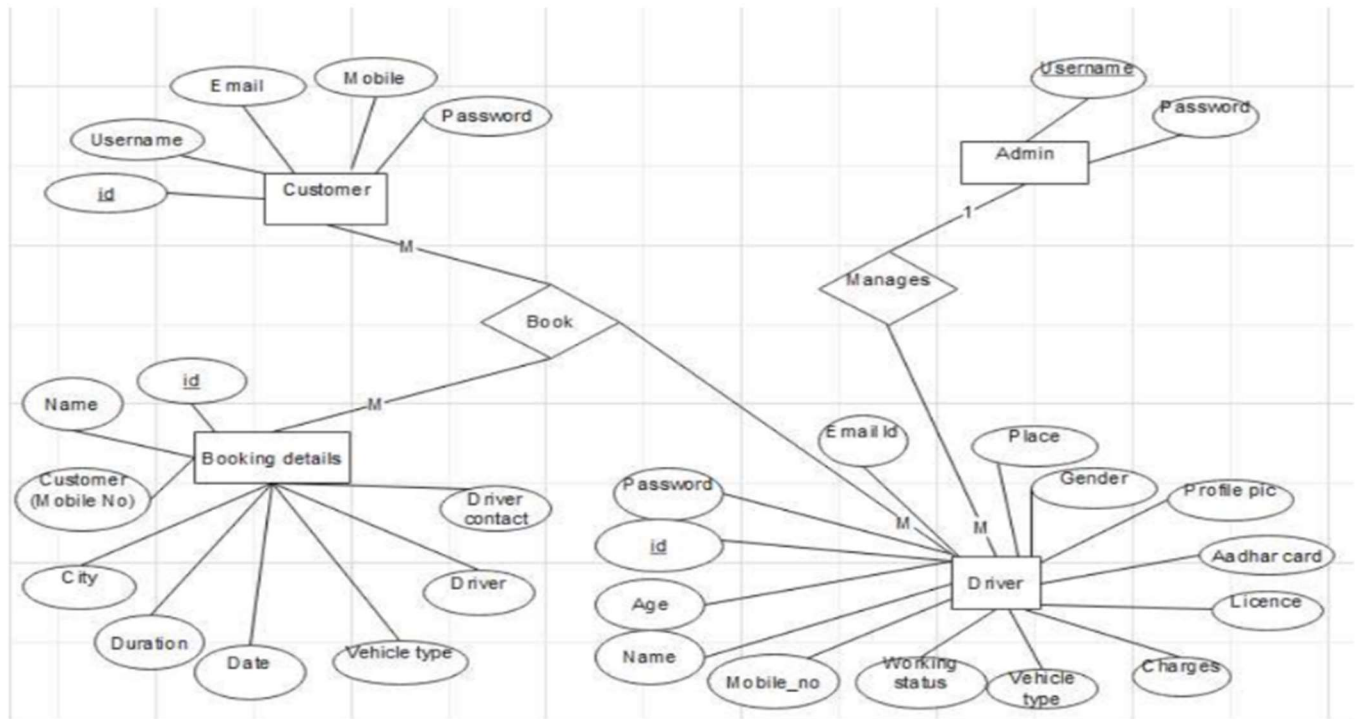 Username
Email
Mobile
Password
Username
id
Customer
Admin
Password
M
1
Manages
Book
id
Name
M
Booking details
Customer
(Mobile No)
Driver
contact
City
Driver
Duration
Date
Vehicle type
Email Id
Place
Password
Gender
Profile pic
M
M
id
Aadhar card
Driver
Age
Licence
Name
Mobile_no
Working
status
Vehicle
type
Charges